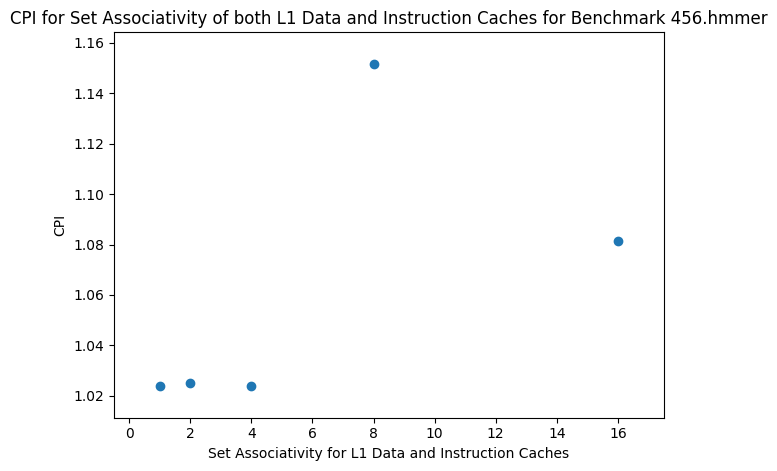 CPI for Set Associativity of both L1 Data and Instruction Caches for Benchmark 456.hmmer
1.16
1.14
1.12
1.10
1.08
1.06
1.04
1.02
CPI
0 2 4 6 8 10 12 14 16
Set Associativity for L1 Data and Instruction Caches